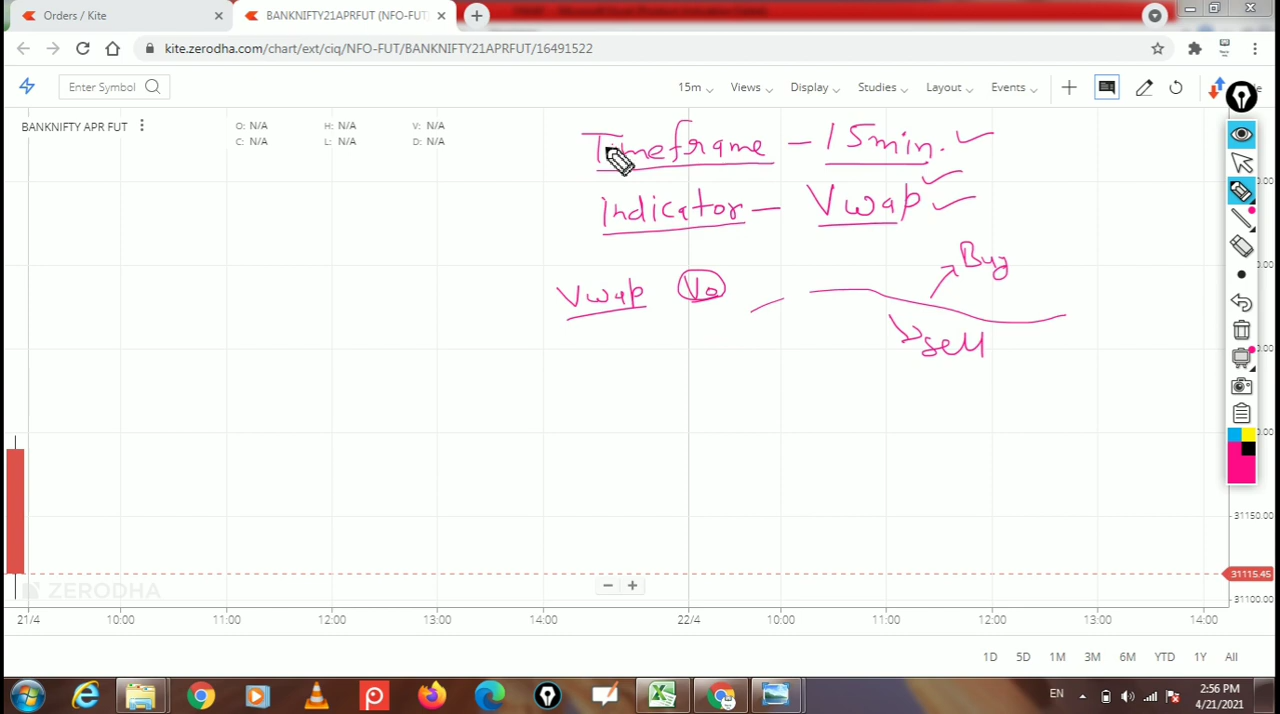 Orders / Kite
BANKNIFTY21APRFUT (NFO-FUT
kite.zerodha.com/chart/ext/ciq/NFO-FUT/BANKNIFTY21APRFUT/16491522
Enter Symbol
15m Views Display Studies Layout Events
BANKNIFTY APR FUT
O: N/A H: N/A V: N/A
C: N/A L: N/A D: N/A
Timeframe - 15min.
Indicator - Vwap
Vwap Vo
Buy
Sell
31150.00
31115.45
31100.00
ZERODHA
21/4 10:00 11:00 12:00 13:00 14:00 22/4 10:00 11:00 12:00 13:00 14:00
1D 5D 1M 3M 6M YTD 1Y All
EN
2:56 PM
4/21/2021